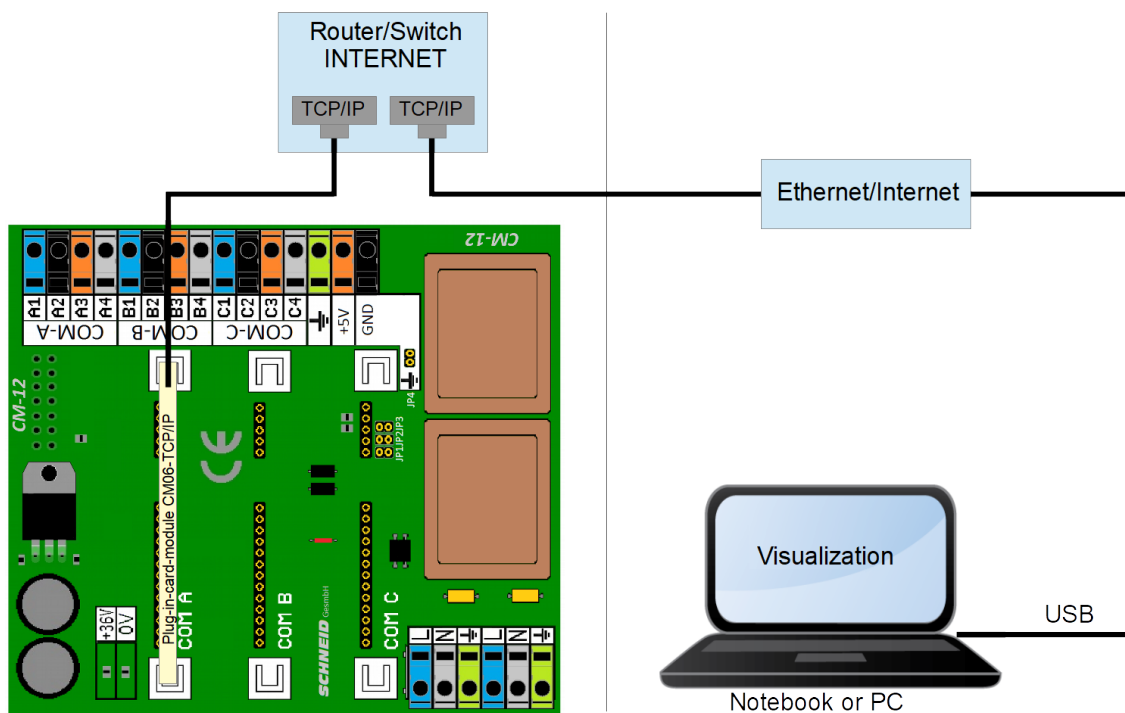 Router/Switch
INTERNET
TCP/IP
TCP/IP
Ethernet/Internet
CM-12
A1
A2
A3
A4
B1
B2
B3
B4
C1
C2
C3
C4
+5V
GND
COM-A
COM-B
COM-C
JP4
CM-12
JP1JP2JP3
Plug-in-card-module CM06-TCP/IP
COM A
COM B
COM C
SCHNEID GesmbH
+36V
0V
L
N
L
N
Visualization
USB
Notebook or PC